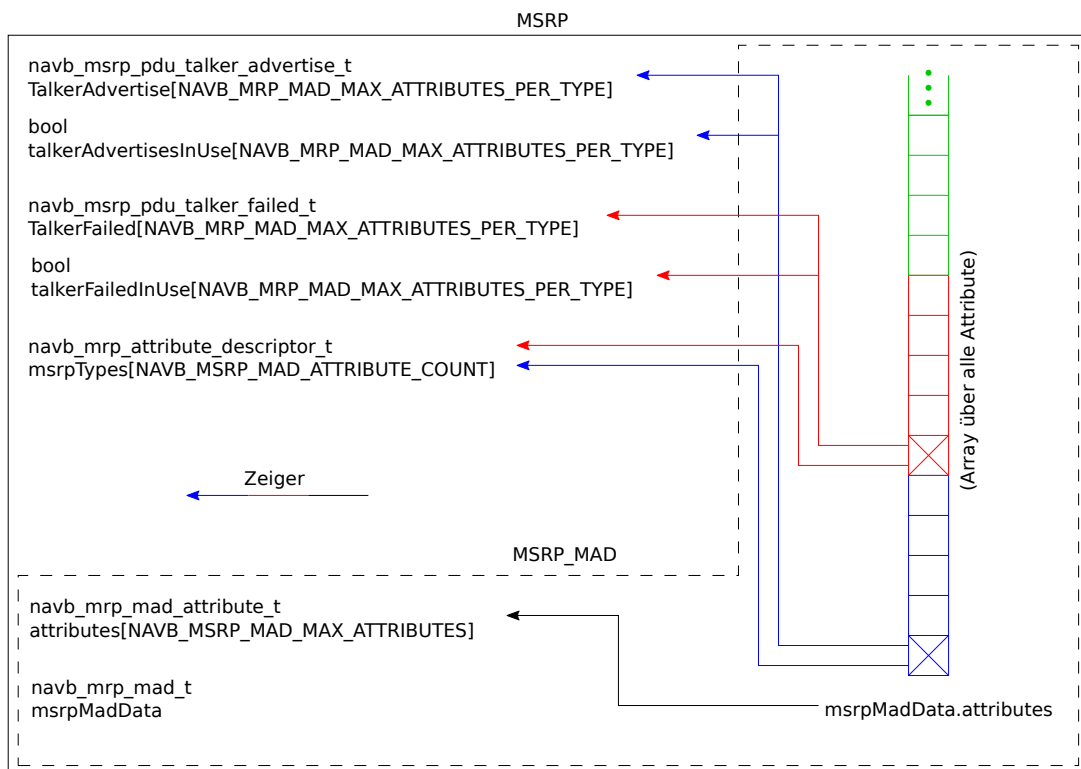 MSRP
navb_msrp_pdu_talker_advertise_t
TalkerAdvertise[NAVB_MRP_MAD_MAX_ATTRIBUTES_PER_TYPE]
bool
talkerAdvertisesInUse[NAVB_MRP_MAD_MAX_ATTRIBUTES_PER_TYPE]
navb_msrp_pdu_talker_failed_t
TalkerFailed[NAVB_MRP_MAD_MAX_ATTRIBUTES_PER_TYPE]
bool
talkerFailedInUse[NAVB_MRP_MAD_MAX_ATTRIBUTES_PER_TYPE]
navb_mrp_attribute_descriptor_t
msrpTypes[NAVB_MSRP_MAD_ATTRIBUTE_COUNT]
(Array über alle Attribute)
Zeiger
MSRP_MAD
navb_mrp_mad_attribute_t
attributes[NAVB_MSRP_MAD_MAX_ATTRIBUTES]
navb_mrp_mad_t
msrpMadData
msrpMadData.attributes